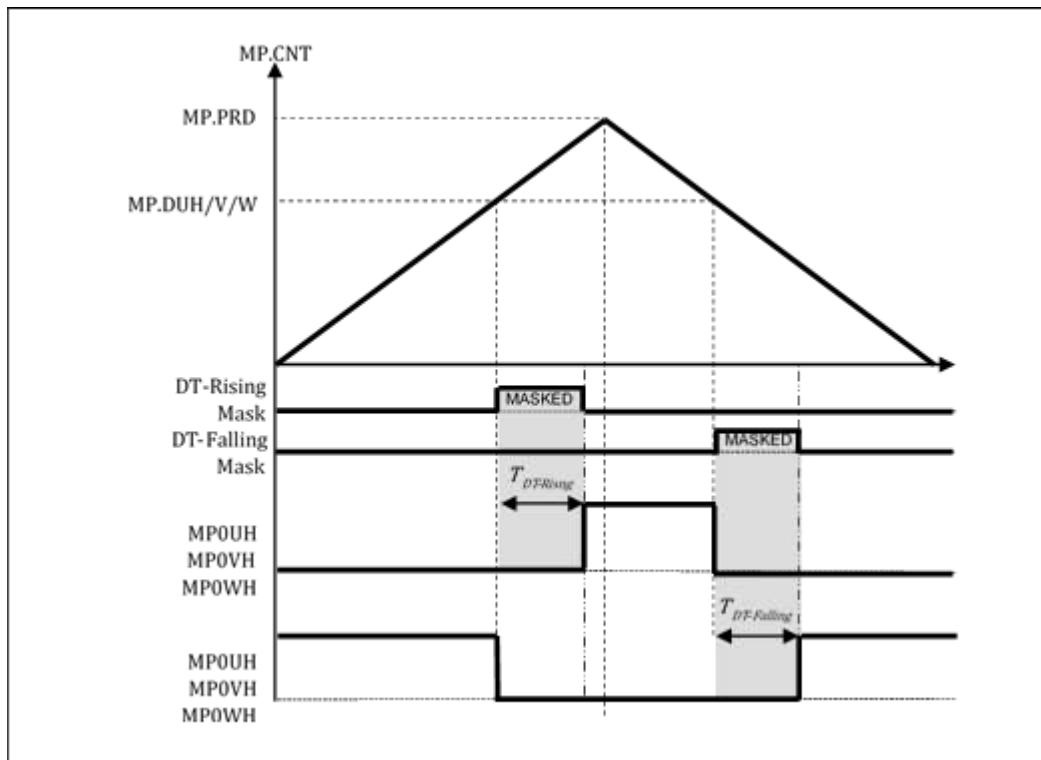 MP.CNT
MP.PRD
MP.DUH/V/W
DT-Rising
Mask
MASKED
DT-Falling
Mask
MASKED
T DT-Rising
MP0UH
MP0VH
MP0WH
T DT-Falling
MP0UH
MP0VH
MP0WH